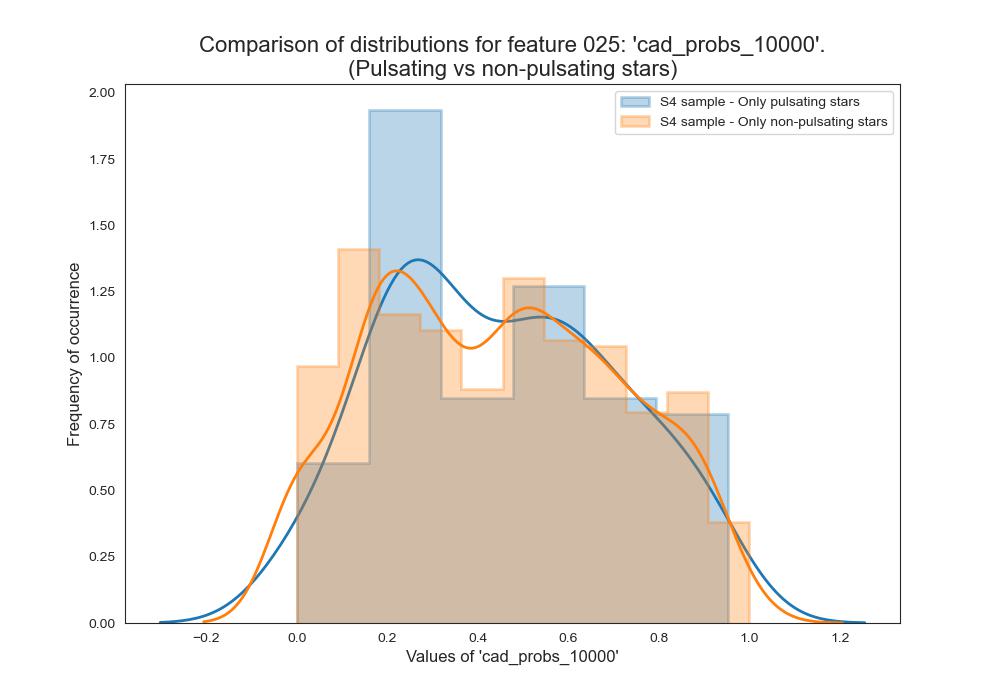 Comparison of distributions for feature 025: 'cad_probs_10000'.
(Pulsating vs non-pulsating stars)
S4 sample - Only pulsating stars
S4 sample - Only non-pulsating stars
Frequency of occurrence
2.00
1.75
1.50
1.25
1.00
0.75
0.50
0.25
0.00
−0.2 0.0 0.2 0.4 0.6 0.8 1.0 1.2
Values of 'cad_probs_10000'